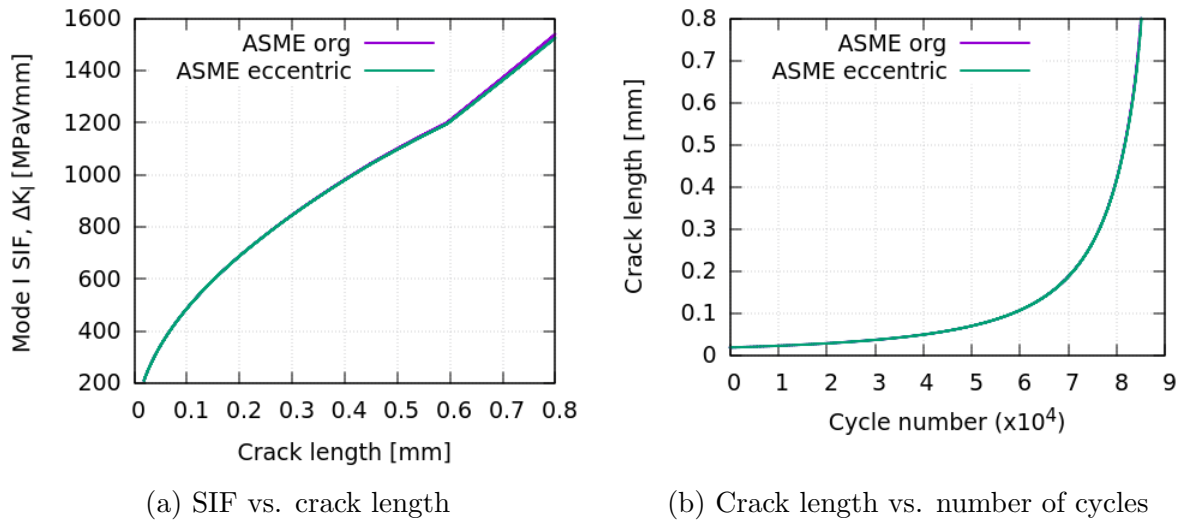 1600
1400
1200
1000
800
600
400
200
Mode I SIF, ΔKI [MPa√mm]
ASME org
ASME eccentric
0 0.1 0.2 0.3 0.4 0.5 0.6 0.7 0.8
Crack length [mm]
(a) SIF vs. crack length
0.8
0.7
0.6
0.5
0.4
0.3
0.2
0.1
0
Crack length [mm]
ASME org
ASME eccentric
0 1 2 3 4 5 6 7 8 9
Cycle number (x10⁴)
(b) Crack length vs. number of cycles